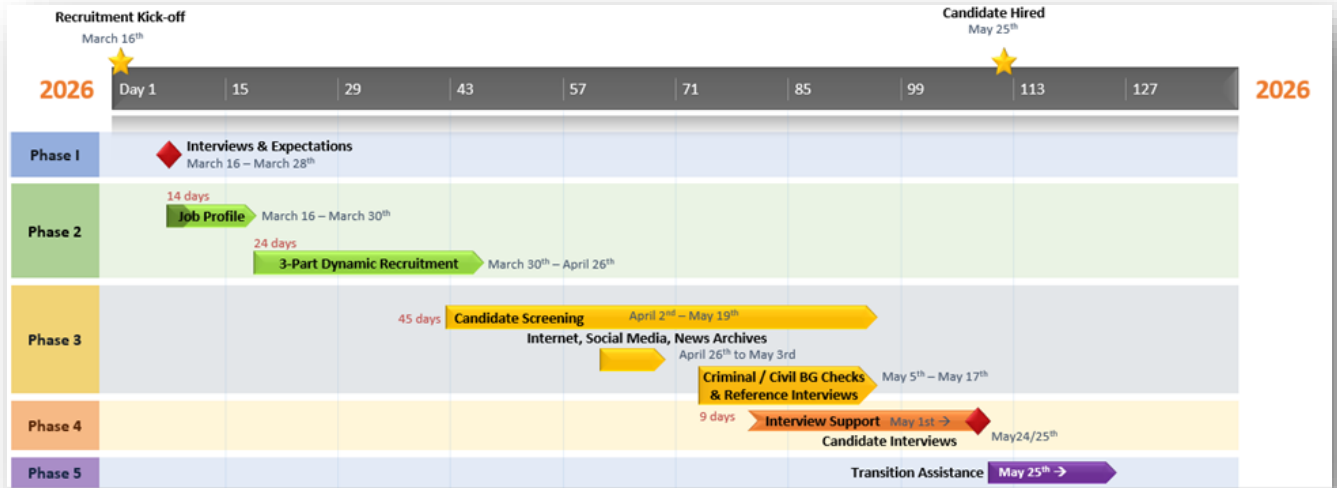 Recruitment Kick-off
March 16th
Candidate Hired
May 25th
2026
Day 1
15
29
43
57
71
85
99
113
127
2026
Phase I
Interviews & Expectations
March 16 – March 28th
Phase 2
14 days
Job Profile
March 16 – March 30th
24 days
3-Part Dynamic Recruitment
March 30th – April 26th
Phase 3
45 days
Candidate Screening
April 2nd – May 19th
Internet, Social Media, News Archives
April 26th to May 3rd
Criminal / Civil BG Checks
& Reference Interviews
May 5th – May 17th
Phase 4
9 days
Interview Support
May 1st →
Candidate Interviews
May24/25th
Phase 5
Transition Assistance
May 25th →